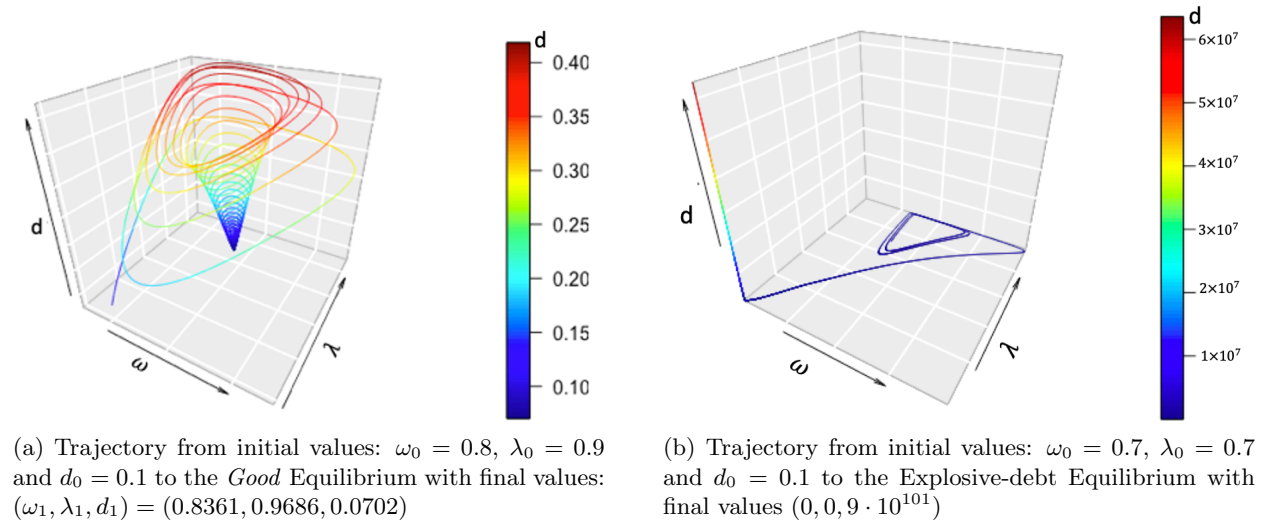 d
0.40
0.35
0.30
0.25
0.20
0.15
0.10
d
ω
λ
(a) Trajectory from initial values: ω₀ = 0.8, λ₀ = 0.9
and d₀ = 0.1 to the Good Equilibrium with final values:
(ω₁, λ₁, d₁) = (0.8361, 0.9686, 0.0702)
d
6×10⁷
5×10⁷
4×10⁷
3×10⁷
2×10⁷
1×10⁷
d
ω
λ
(b) Trajectory from initial values: ω₀ = 0.7, λ₀ = 0.7
and d₀ = 0.1 to the Explosive-debt Equilibrium with
final values (0, 0, 9 · 10¹⁰¹)